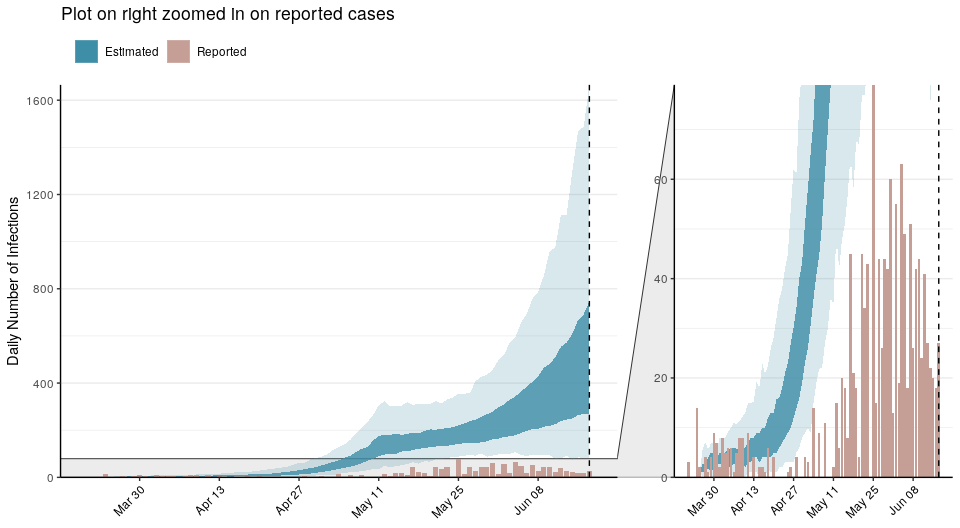 Plot on right zoomed in on reported cases
Estimated Reported
Daily Number of Infections
1600
1200
800
400
0
Mar 30 Apr 13 Apr 27 May 11 May 25 Jun 08
60
40
20
0
Mar 30 Apr 13 Apr 27 May 11 May 25 Jun 08